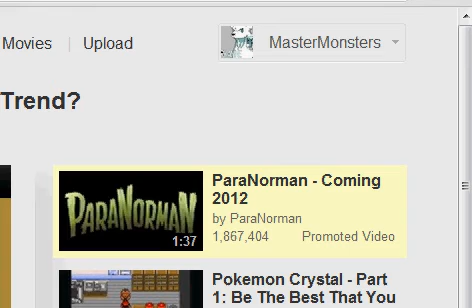 Movies | Upload
MasterMonsters
Trend?
PARANORMAN
1:37
ParaNorman - Coming
2012
by ParaNorman
1,867,404 Promoted Video
Pokemon Crystal - Part
1: Be The Best That You